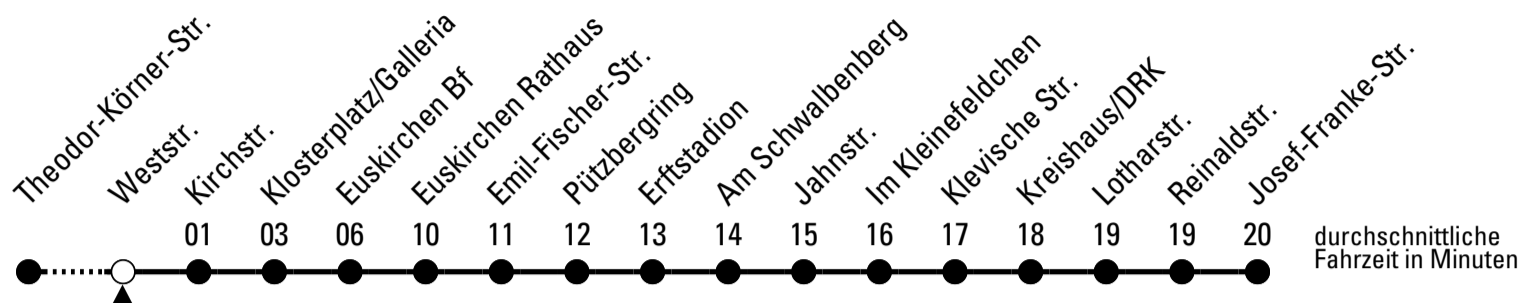 Theodor-Körner-Str.
Weststr.
Kirchstr.
Klosterplatz/Galleria
Euskirchen Bf
Euskirchen Rathaus
Emil-Fischer-Str.
Pützbergring
Erftstadion
Am Schwalbenberg
Jahnstr.
Im Kleinefeldchen
Klevische Str.
Kreishaus/DRK
Lotharstr.
Reinaldstr.
Josef-Franke-Str.
01 03 06 10 11 12 13 14 15 16 17 18 19 19 20
durchschnittliche
Fahrzeit in Minuten